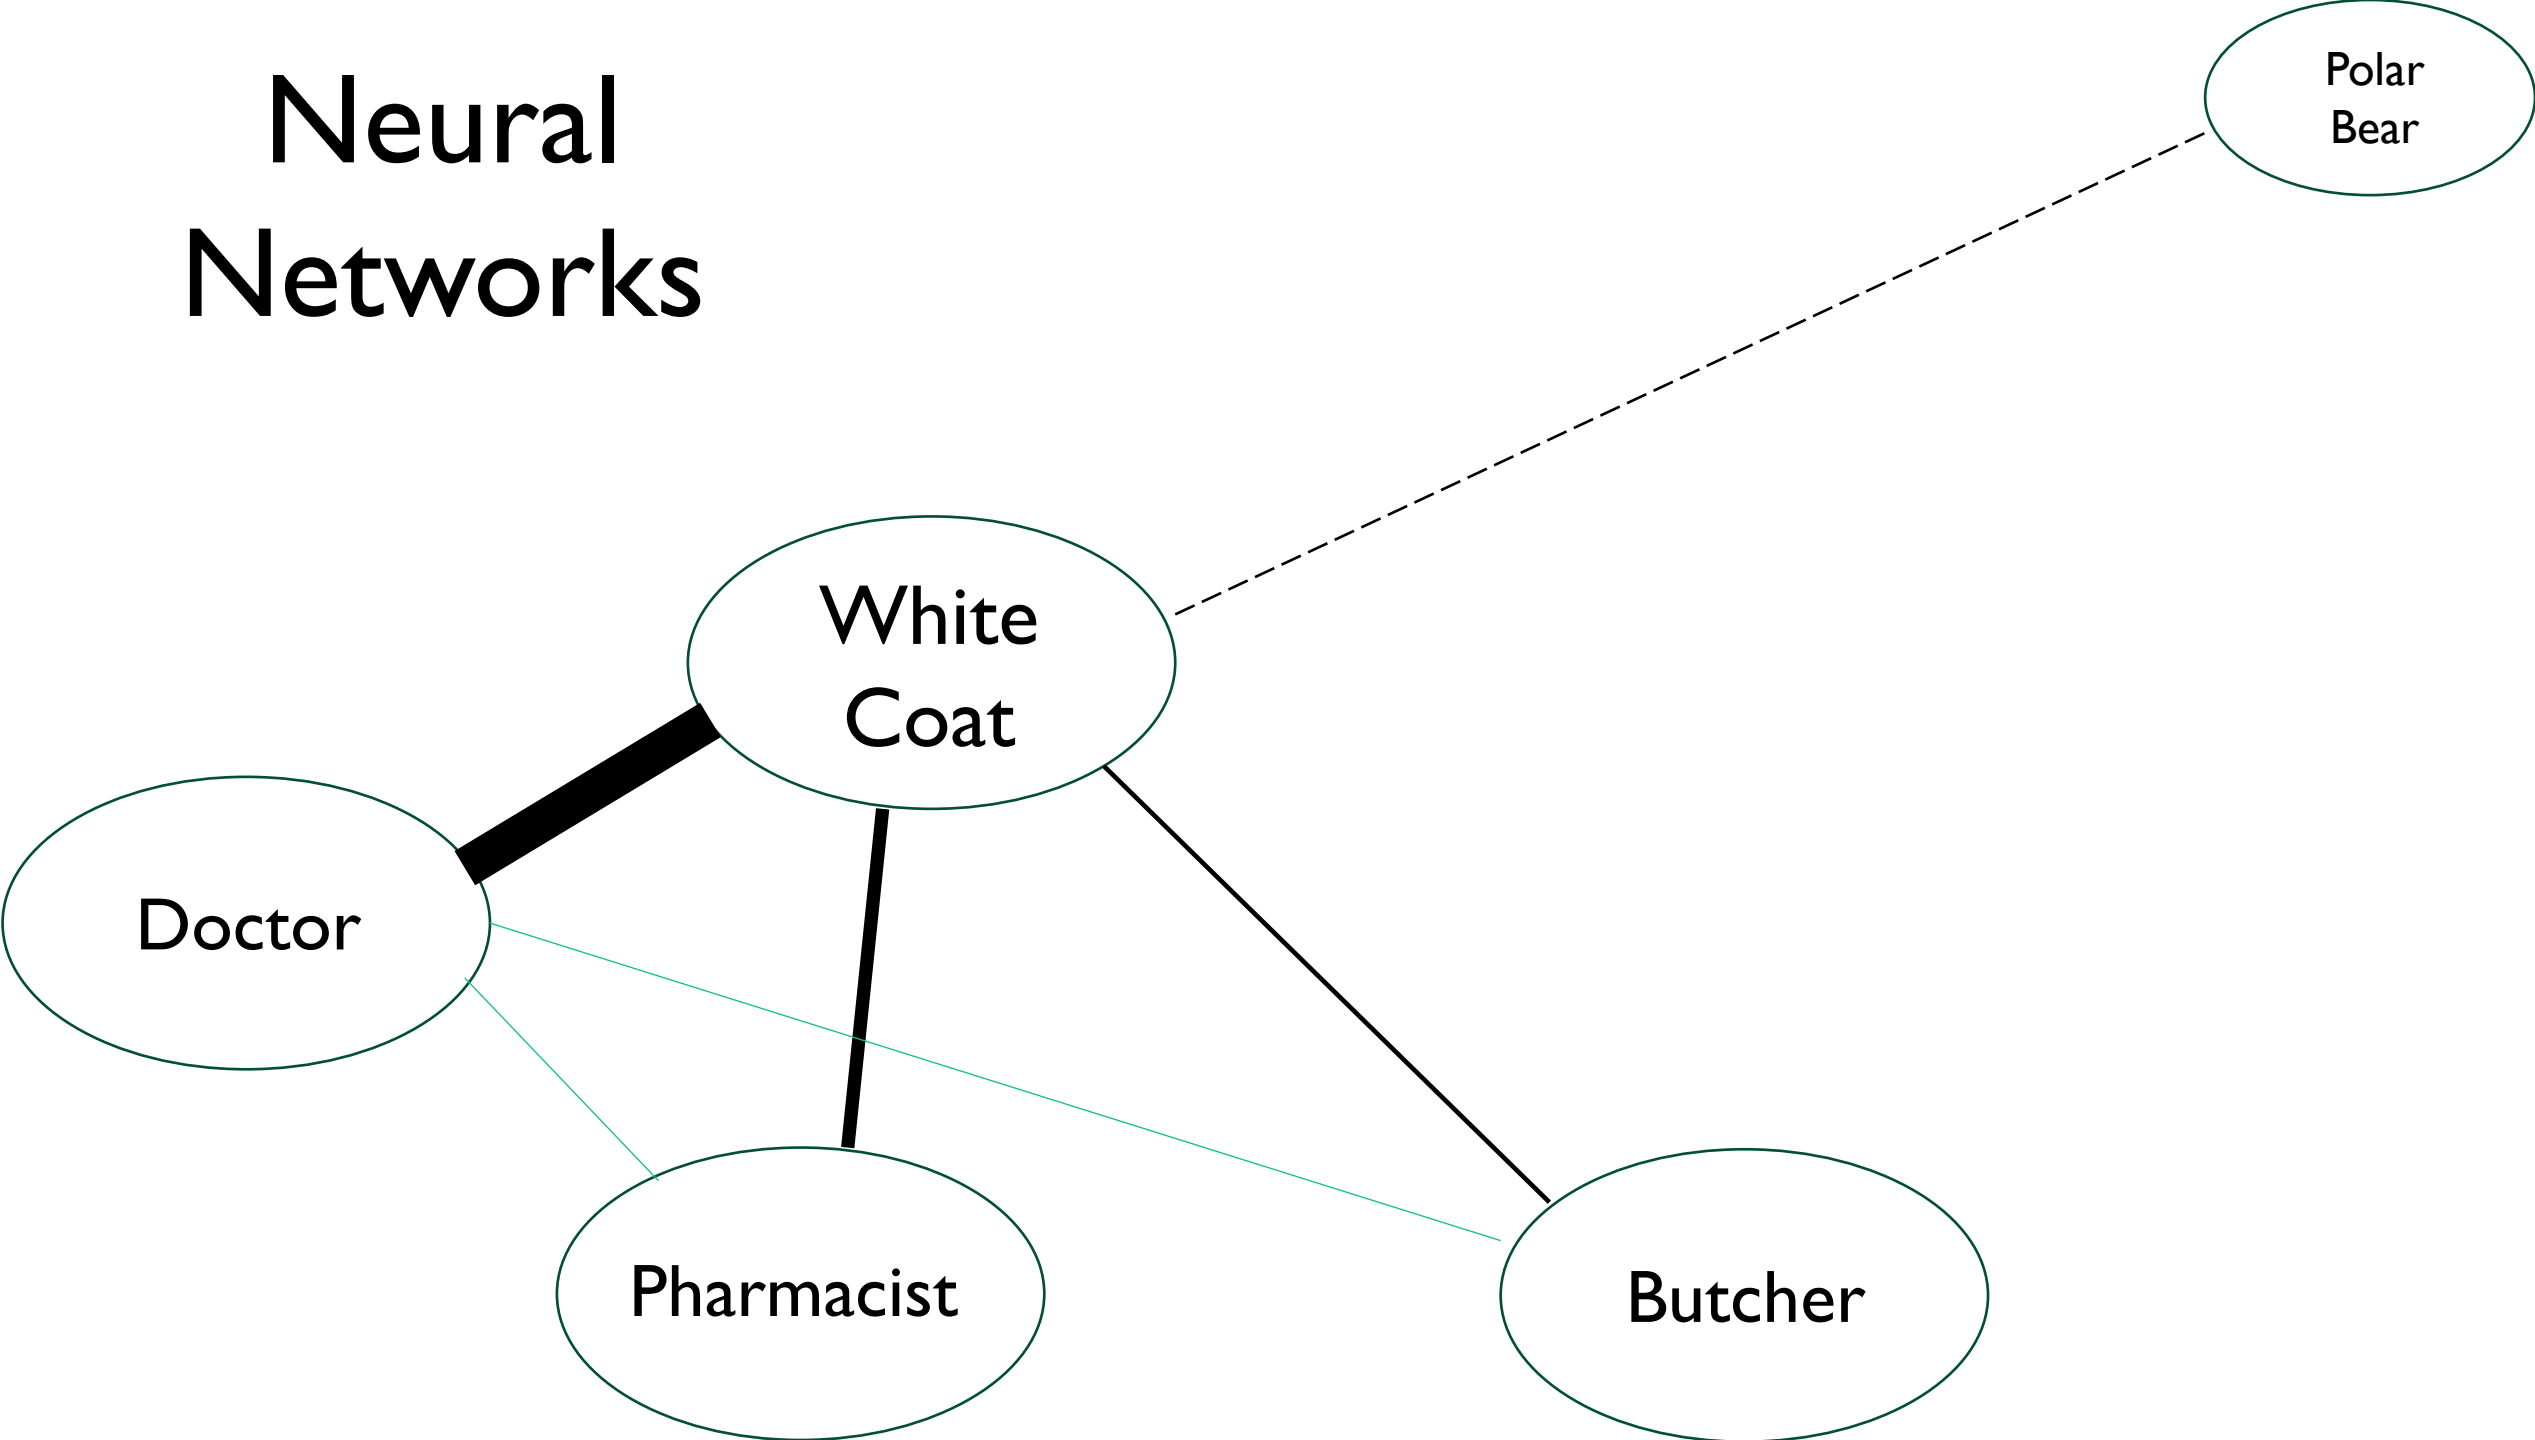 Neural
Networks
Polar
Bear
White
Coat
Doctor
Pharmacist
Butcher